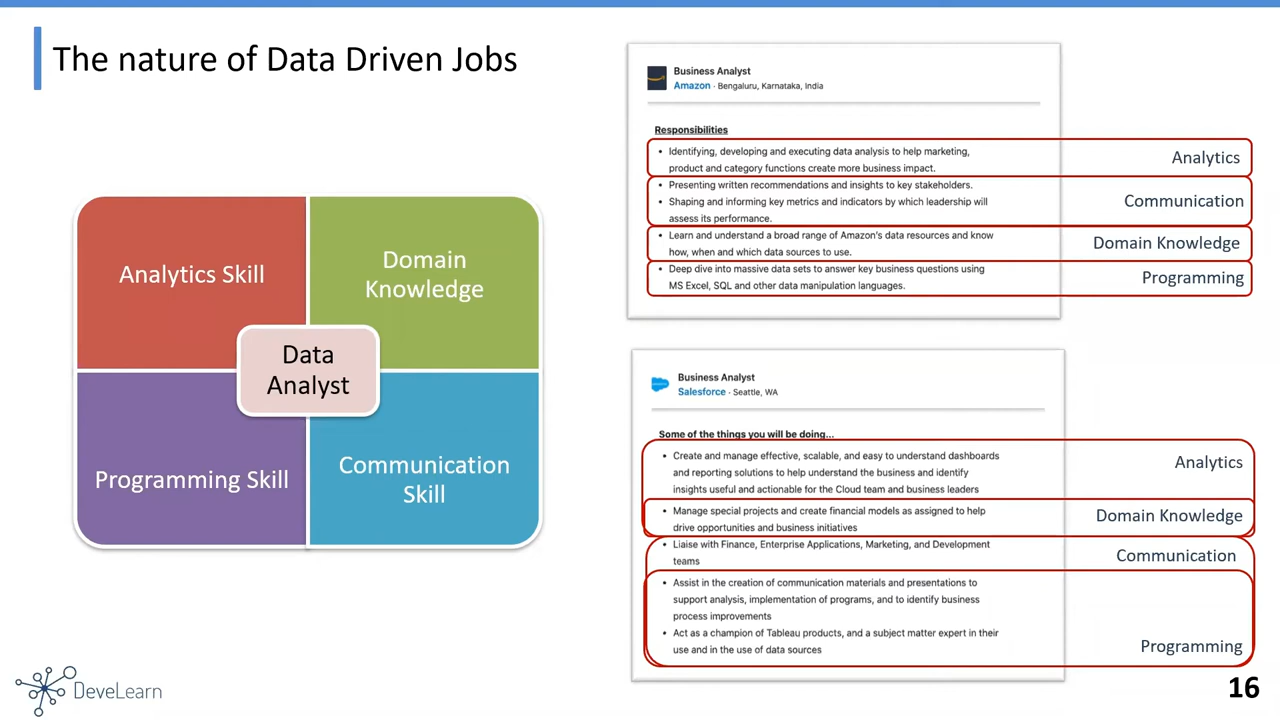 The nature of Data Driven Jobs
Analytics Skill
Domain
Knowledge
Data
Analyst
Programming Skill
Communication
Skill
Business Analyst
Amazon · Bengaluru, Karnataka, India
Responsibilities
• Identifying, developing and executing data analysis to help marketing,
product and category functions create more business impact.
Analytics
• Presenting written recommendations and insights to key stakeholders.
• Shaping and informing key metrics and indicators by which leadership will
assess its performance.
Communication
• Learn and understand a broad range of Amazon's data resources and know
how, when and which data sources to use.
Domain Knowledge
• Deep dive into massive data sets to answer key business questions using
MS Excel, SQL and other data manipulation languages.
Programming
Business Analyst
Salesforce · Seattle, WA
Some of the things you will be doing...
• Create and manage effective, scalable, and easy to understand dashboards
and reporting solutions to help understand the business and identify
insights useful and actionable for the Cloud team and business leaders
Analytics
• Manage special projects and create financial models as assigned to help
drive opportunities and business initiatives
Domain Knowledge
• Liaise with Finance, Enterprise Applications, Marketing, and Development
teams
Communication
• Assist in the creation of communication materials and presentations to
support analysis, implementation of programs, and to identify business
process improvements
• Act as a champion of Tableau products, and a subject matter expert in their
use and in the use of data sources
Programming
DeveLearn
16